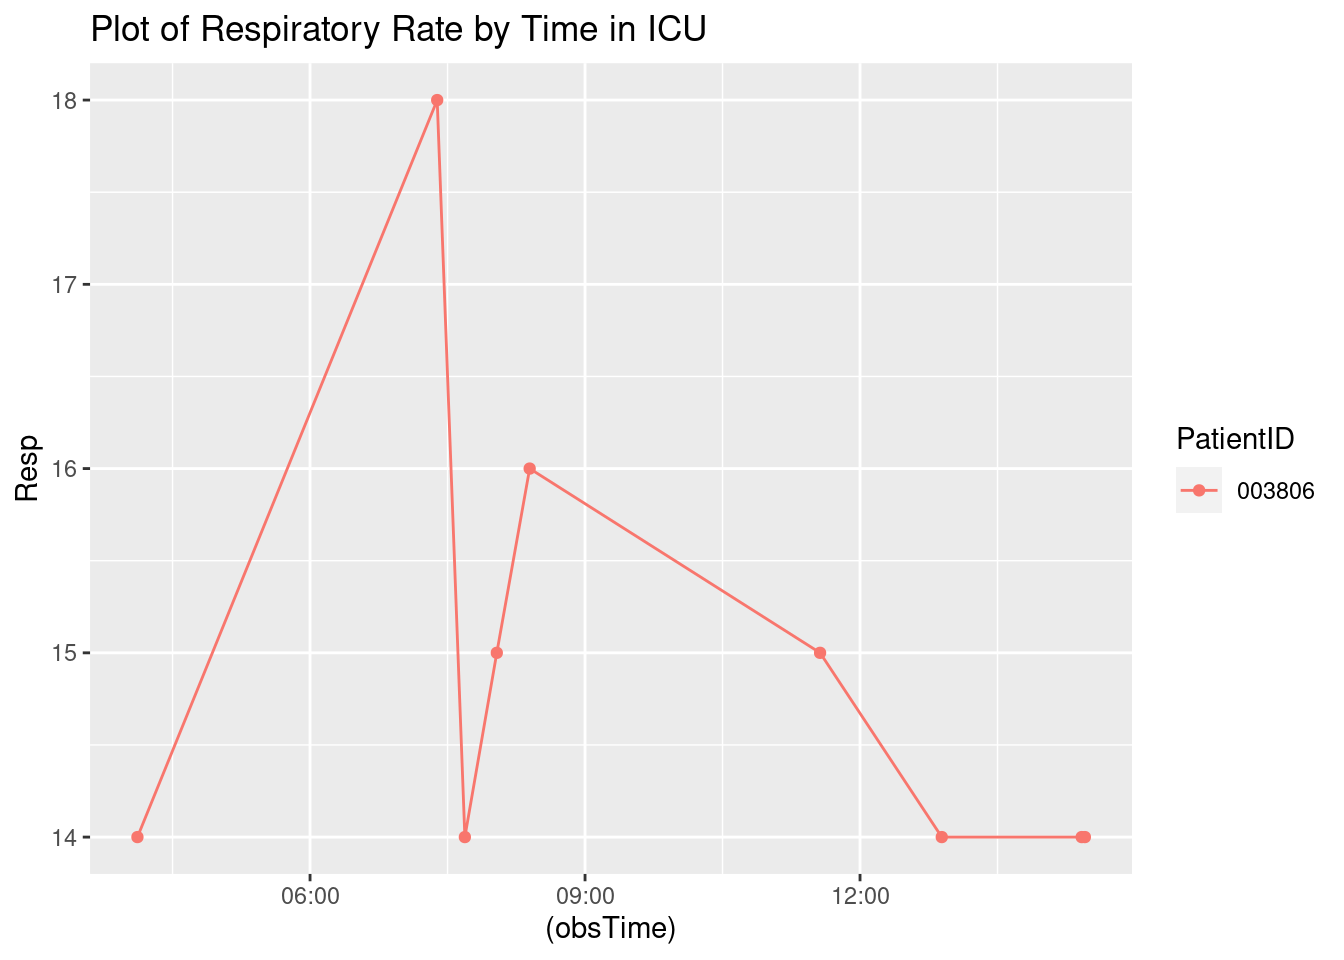 Plot of Respiratory Rate by Time in ICU
18
17
16
15
14
Resp
06:00
09:00
12:00
(obsTime)
PatientID
003806